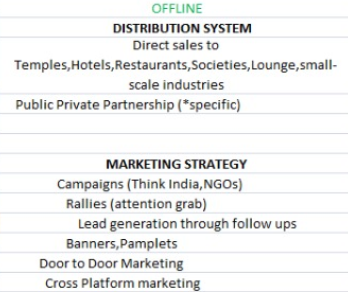 OFFLINE
DISTRIBUTION SYSTEM
Direct sales to
Temples,Hotels,Restaurants,Societies,Lounge,small-
scale industries
Public Private Partnership (*specific)
MARKETING STRATEGY
Campaigns (Think India,NGOs)
Rallies (attention grab)
Lead generation through follow ups
Banners,Pamplets
Door to Door Marketing
Cross Platform marketing